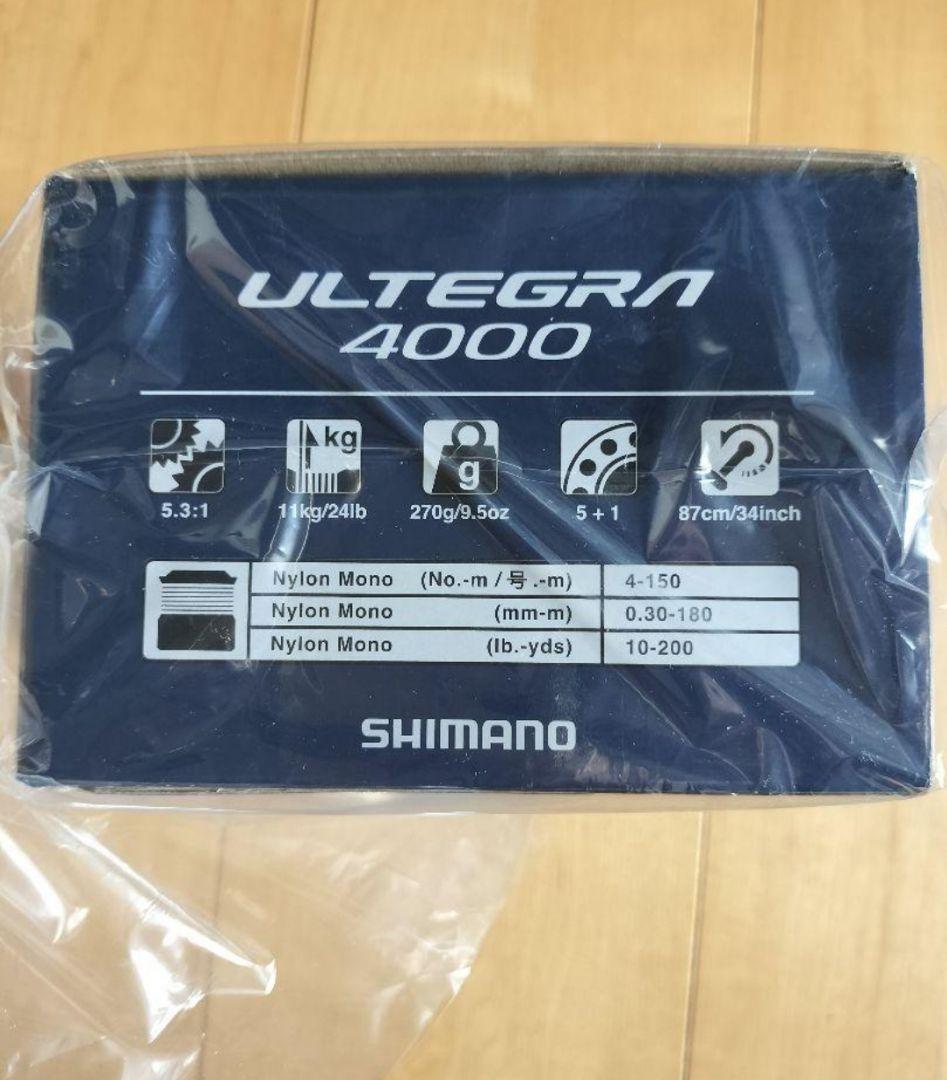 ULTEGRA
4000
kg
g
5.3:1 11kg/24lb 270g/9.5oz 5 + 1 87cm/34inch
Nylon Mono (No.-m / 号.-m) 4-150
Nylon Mono (mm-m) 0.30-180
Nylon Mono (lb.-yds) 10-200
SHIMANO